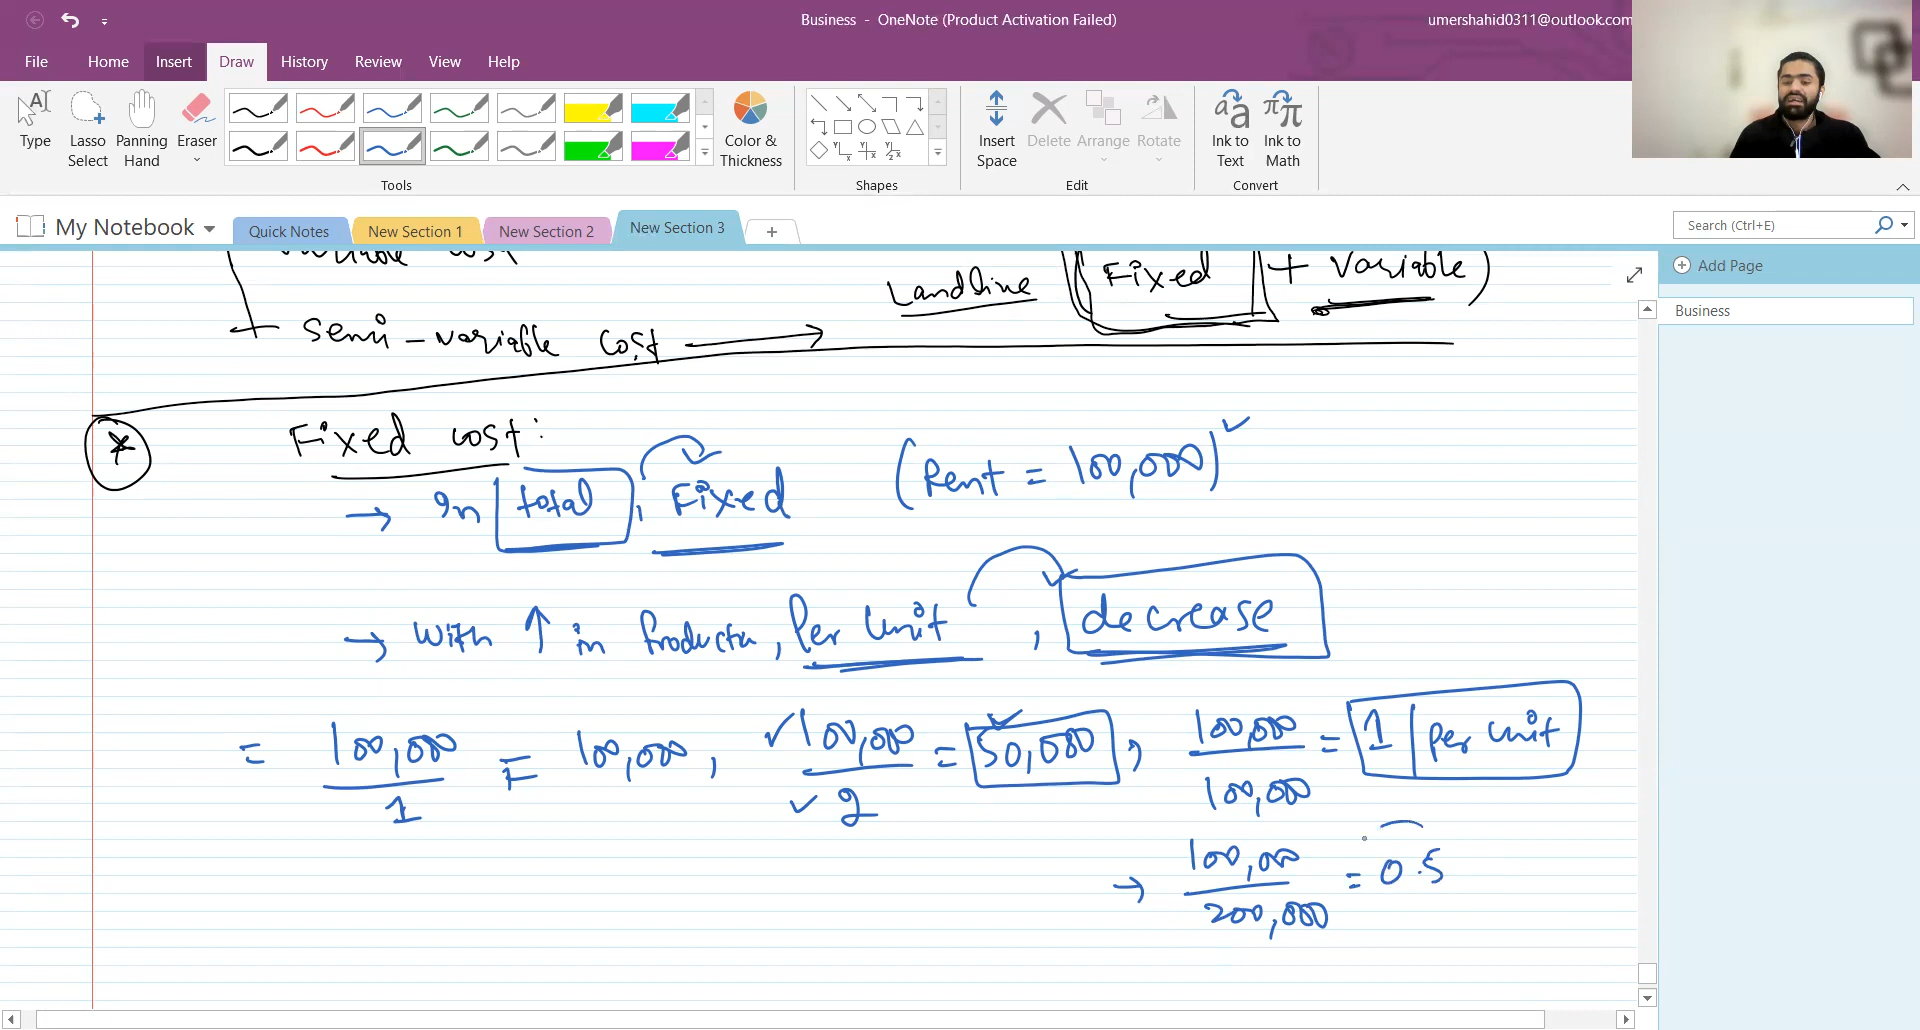 Business - OneNote (Product Activation Failed)
umershahid0311@outlook.com
File Home Insert Draw History Review View Help
Type
Lasso Select
Panning Hand
Eraser
Color & Thickness
Insert Space
Delete
Arrange
Rotate
Ink to Text
Ink to Math
Tools
Shapes
Edit
Convert
My Notebook
Quick Notes
New Section 1
New Section 2
New Section 3
Search (Ctrl+E)
Add Page
Business
variable cost
Landline (Fixed + Variable)
semi-variable cost →
* Fixed cost:
→ In total, Fixed (Rent = 100,000)
→ With ↑ in Productn, Per Unit, decrease
= 100,000/1 = 100,000, 100,000/2 = 50,000, 100,000/100,000 = 1 Per unit
→ 100,000/200,000 = 0.5